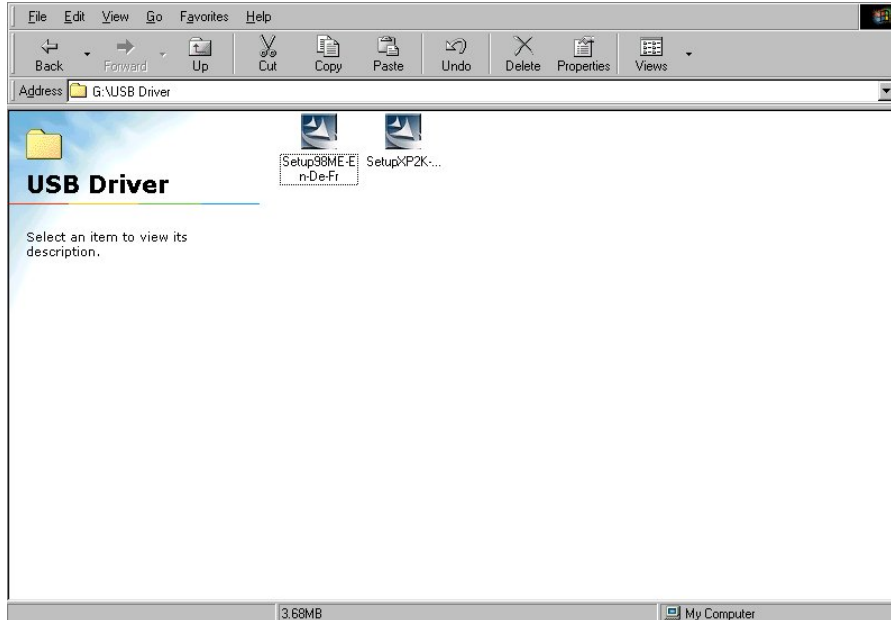 File Edit View Go Favorites Help
Back Forward Up Cut Copy Paste Undo Delete Properties Views
Address G:\USB Driver
Setup98ME-E
n-De-Fr
SetupXP2K-...
USB Driver
Select an item to view its
description.
3.68MB My Computer